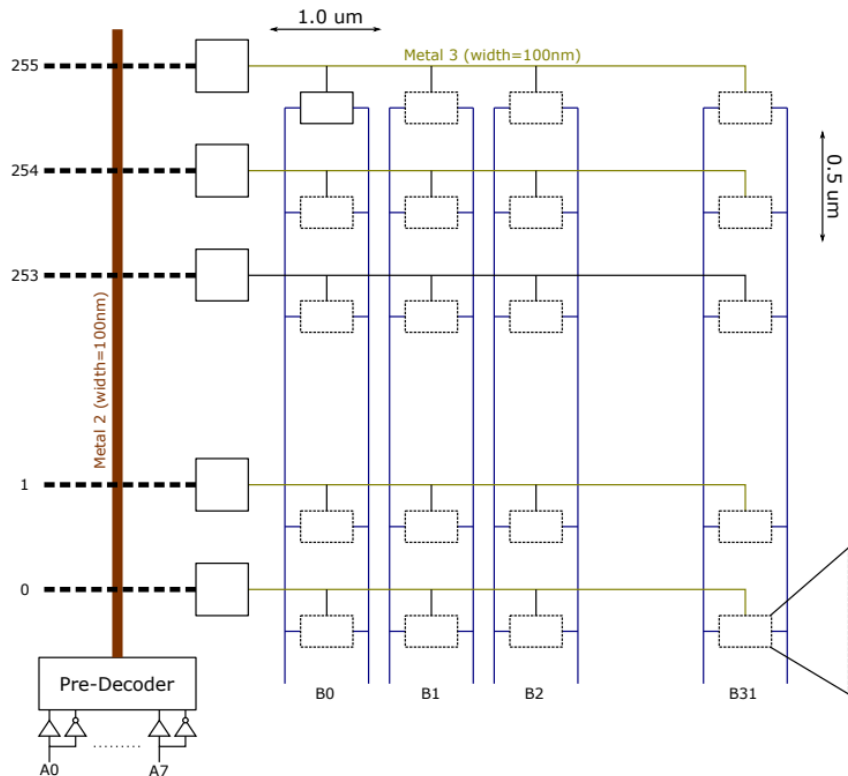 1.0 um
Metal 3 (width=100nm)
255
254
0.5 um
253
Metal 2 (width=100nm)
1
0
Pre-Decoder
B0
B1
B2
B31
A0
A7